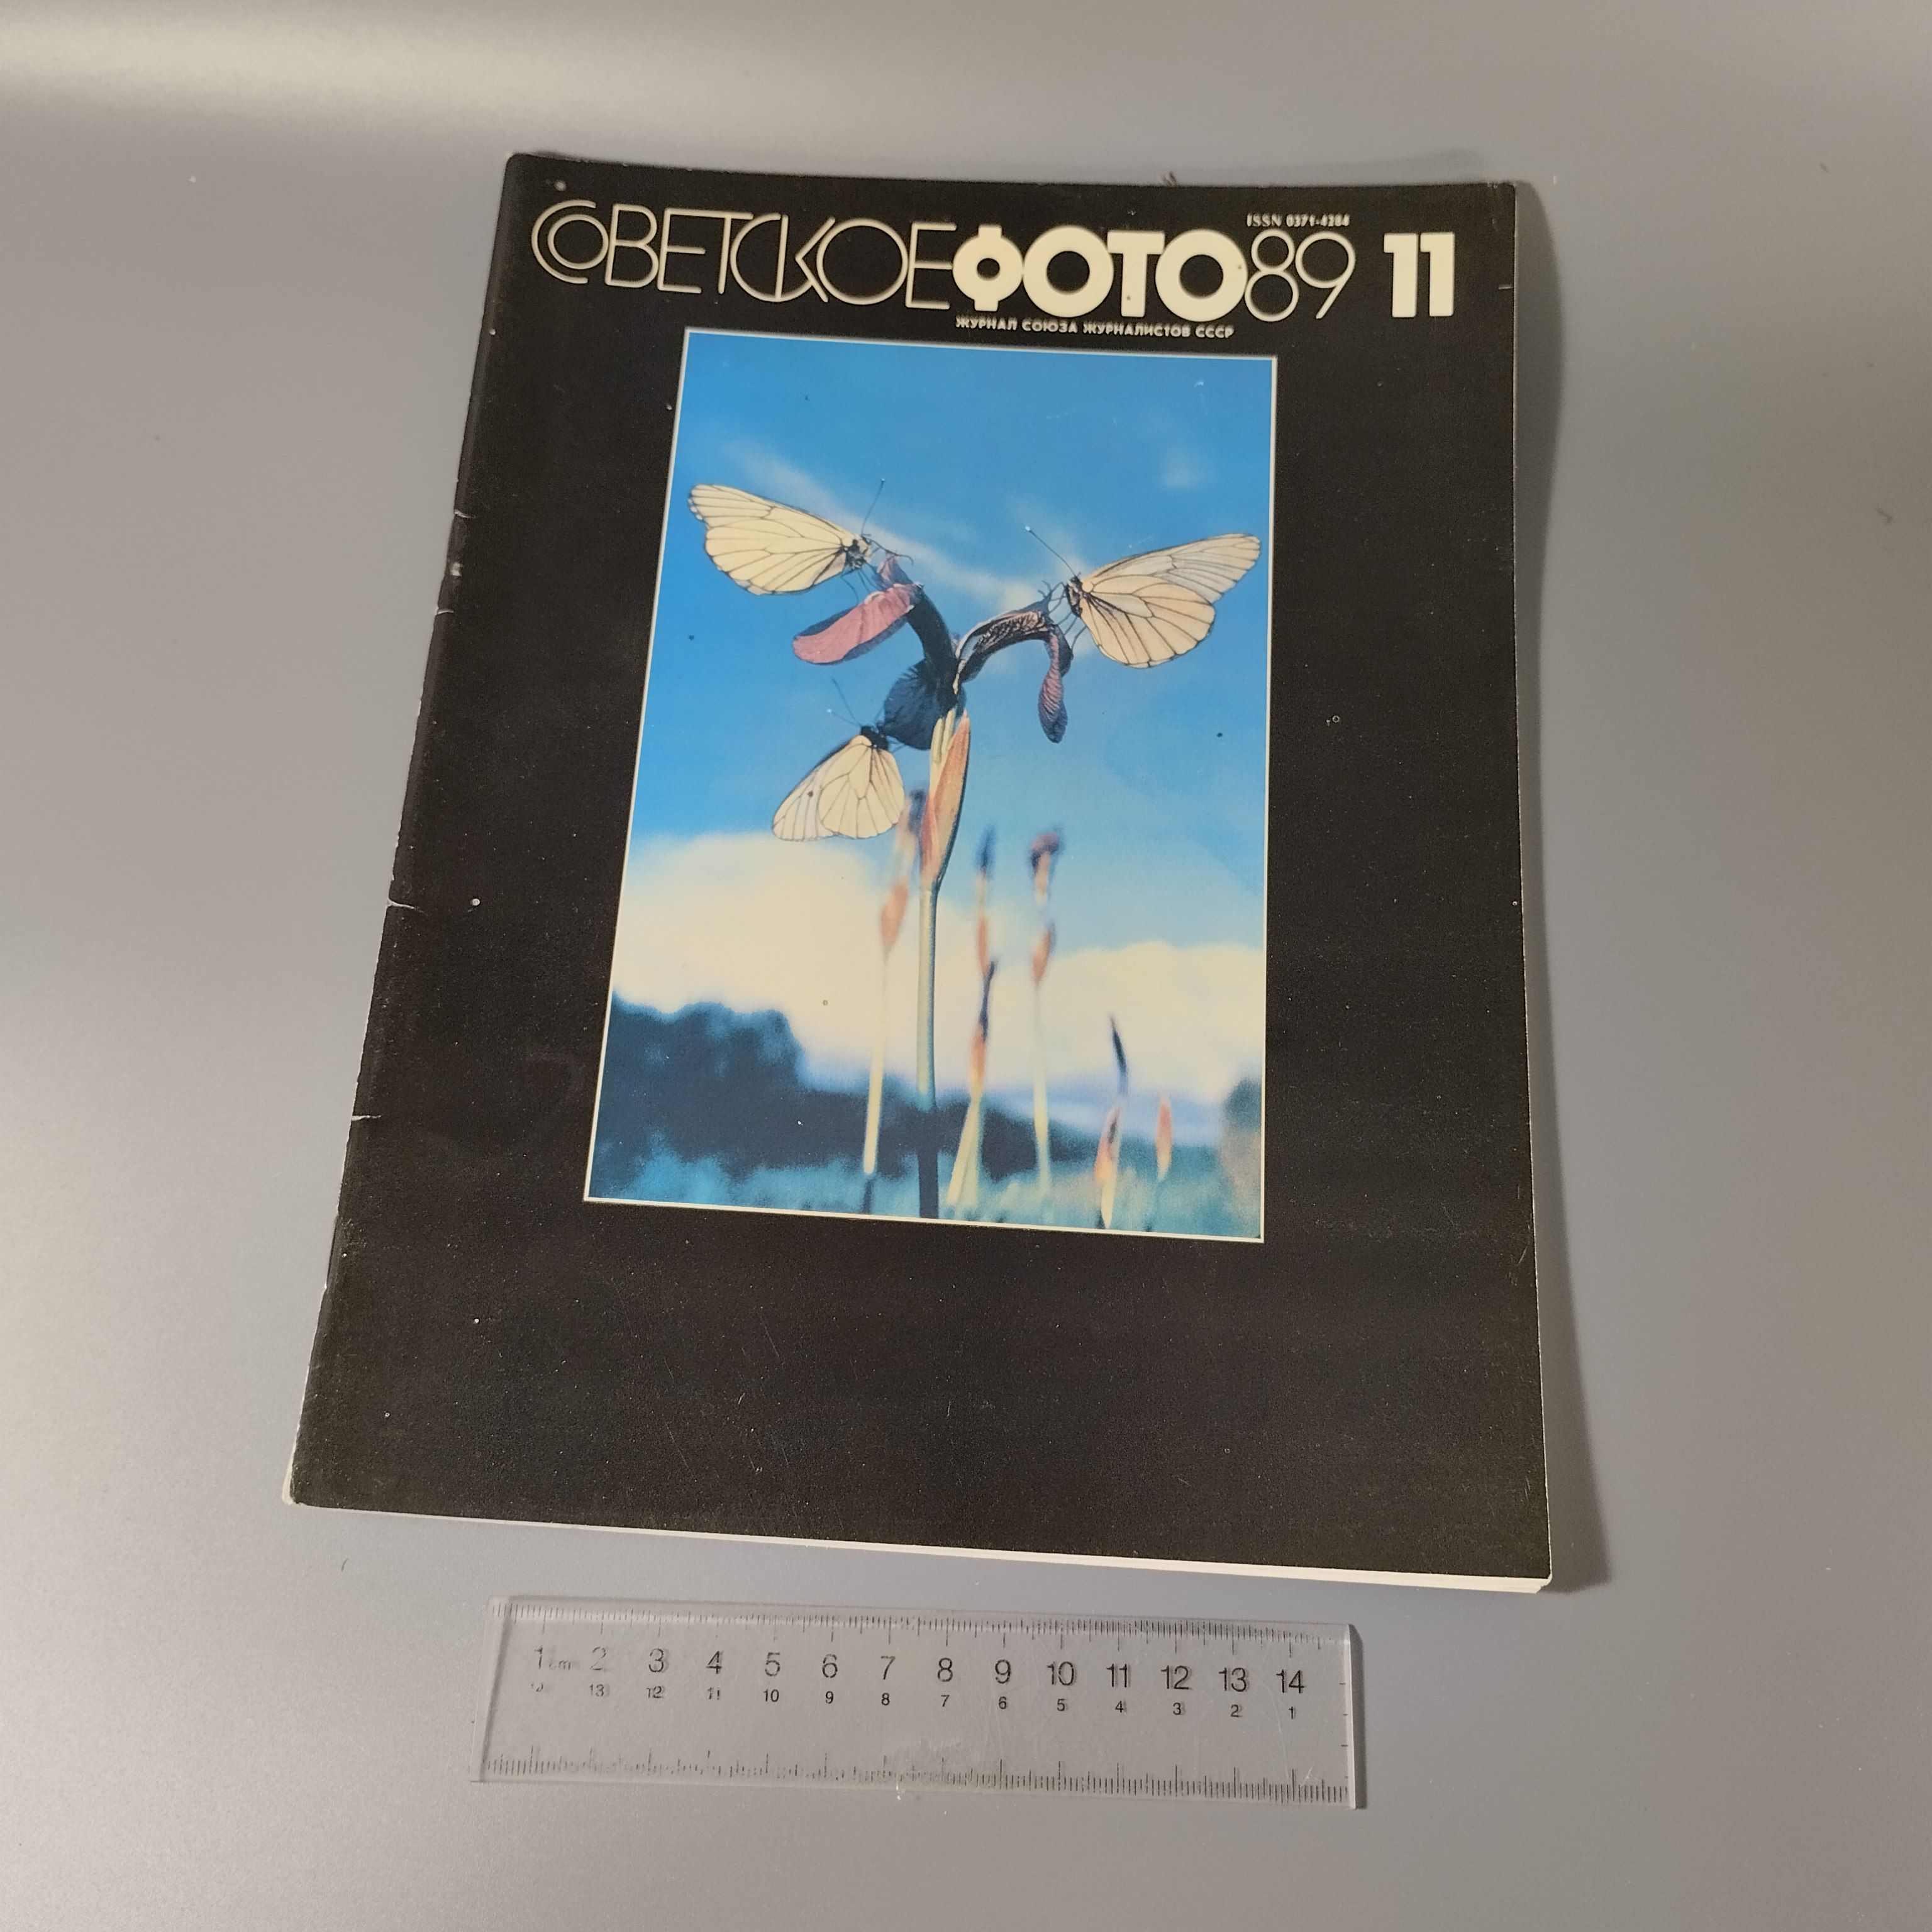 ISSN 0371-4284
СОВЕТСКОЕ ФОТО 89 11
ЖУРНАЛ СОЮЗА ЖУРНАЛИСТОВ СССР
1 cm 2 3 4 5 6 7 8 9 10 11 12 13 14
13 12 11 10 9 8 7 6 5 4 3 2 1